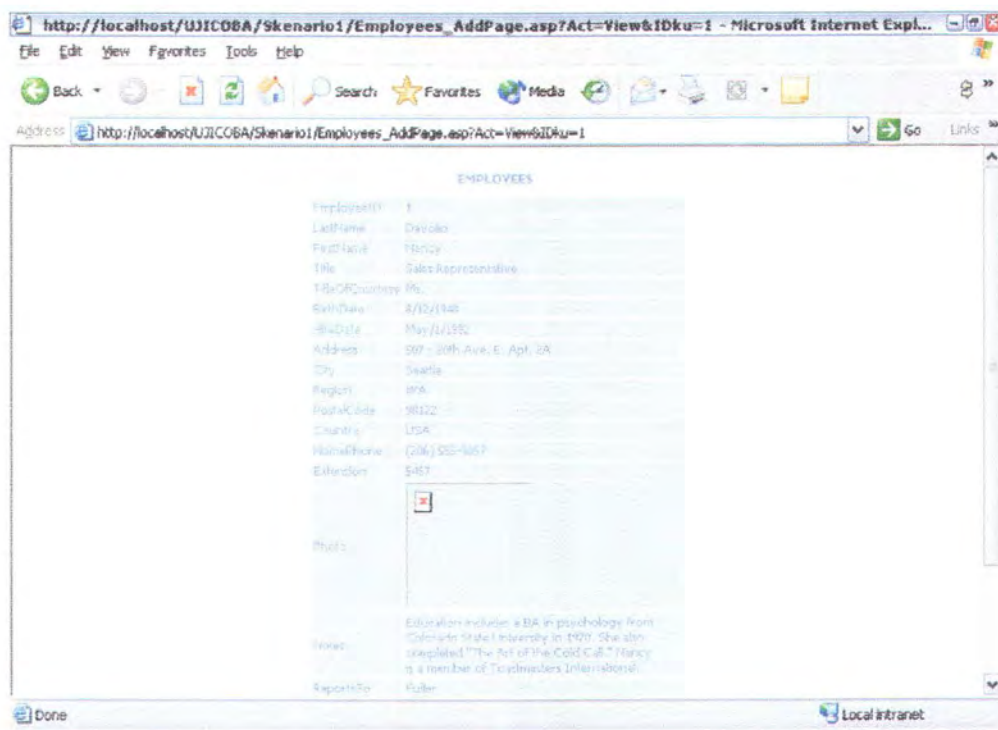 http://localhost/UJICOBA/Skenario1/Employees_AddPage.asp?Act=View&IDku=1 - Microsoft Internet Expl...
File Edit View Favorites Tools Help
Back Search Favorites Media
Address http://localhost/UJICOBA/Skenario1/Employees_AddPage.asp?Act=View&IDku=1 Go Links
EMPLOYEES
EmployeeID 1
LastName Davolio
FirstName Nancy
Title Sales Representative
TitleOfCourtesy Ms.
BirthDate 8/12/1948
HireDate May/1/1992
Address 507 - 20th Ave. E. Apt. 2A
City Seattle
Region WA
PostalCode 98122
Country USA
HomePhone (206) 555-9857
Extension 5467
Photo
Education includes a BA in psychology from
Colorado State University in 1970. She also
Notes completed "The Art of the Cold Call." Nancy
is a member of Toastmasters International.
ReportsTo Fuller
Done Local intranet